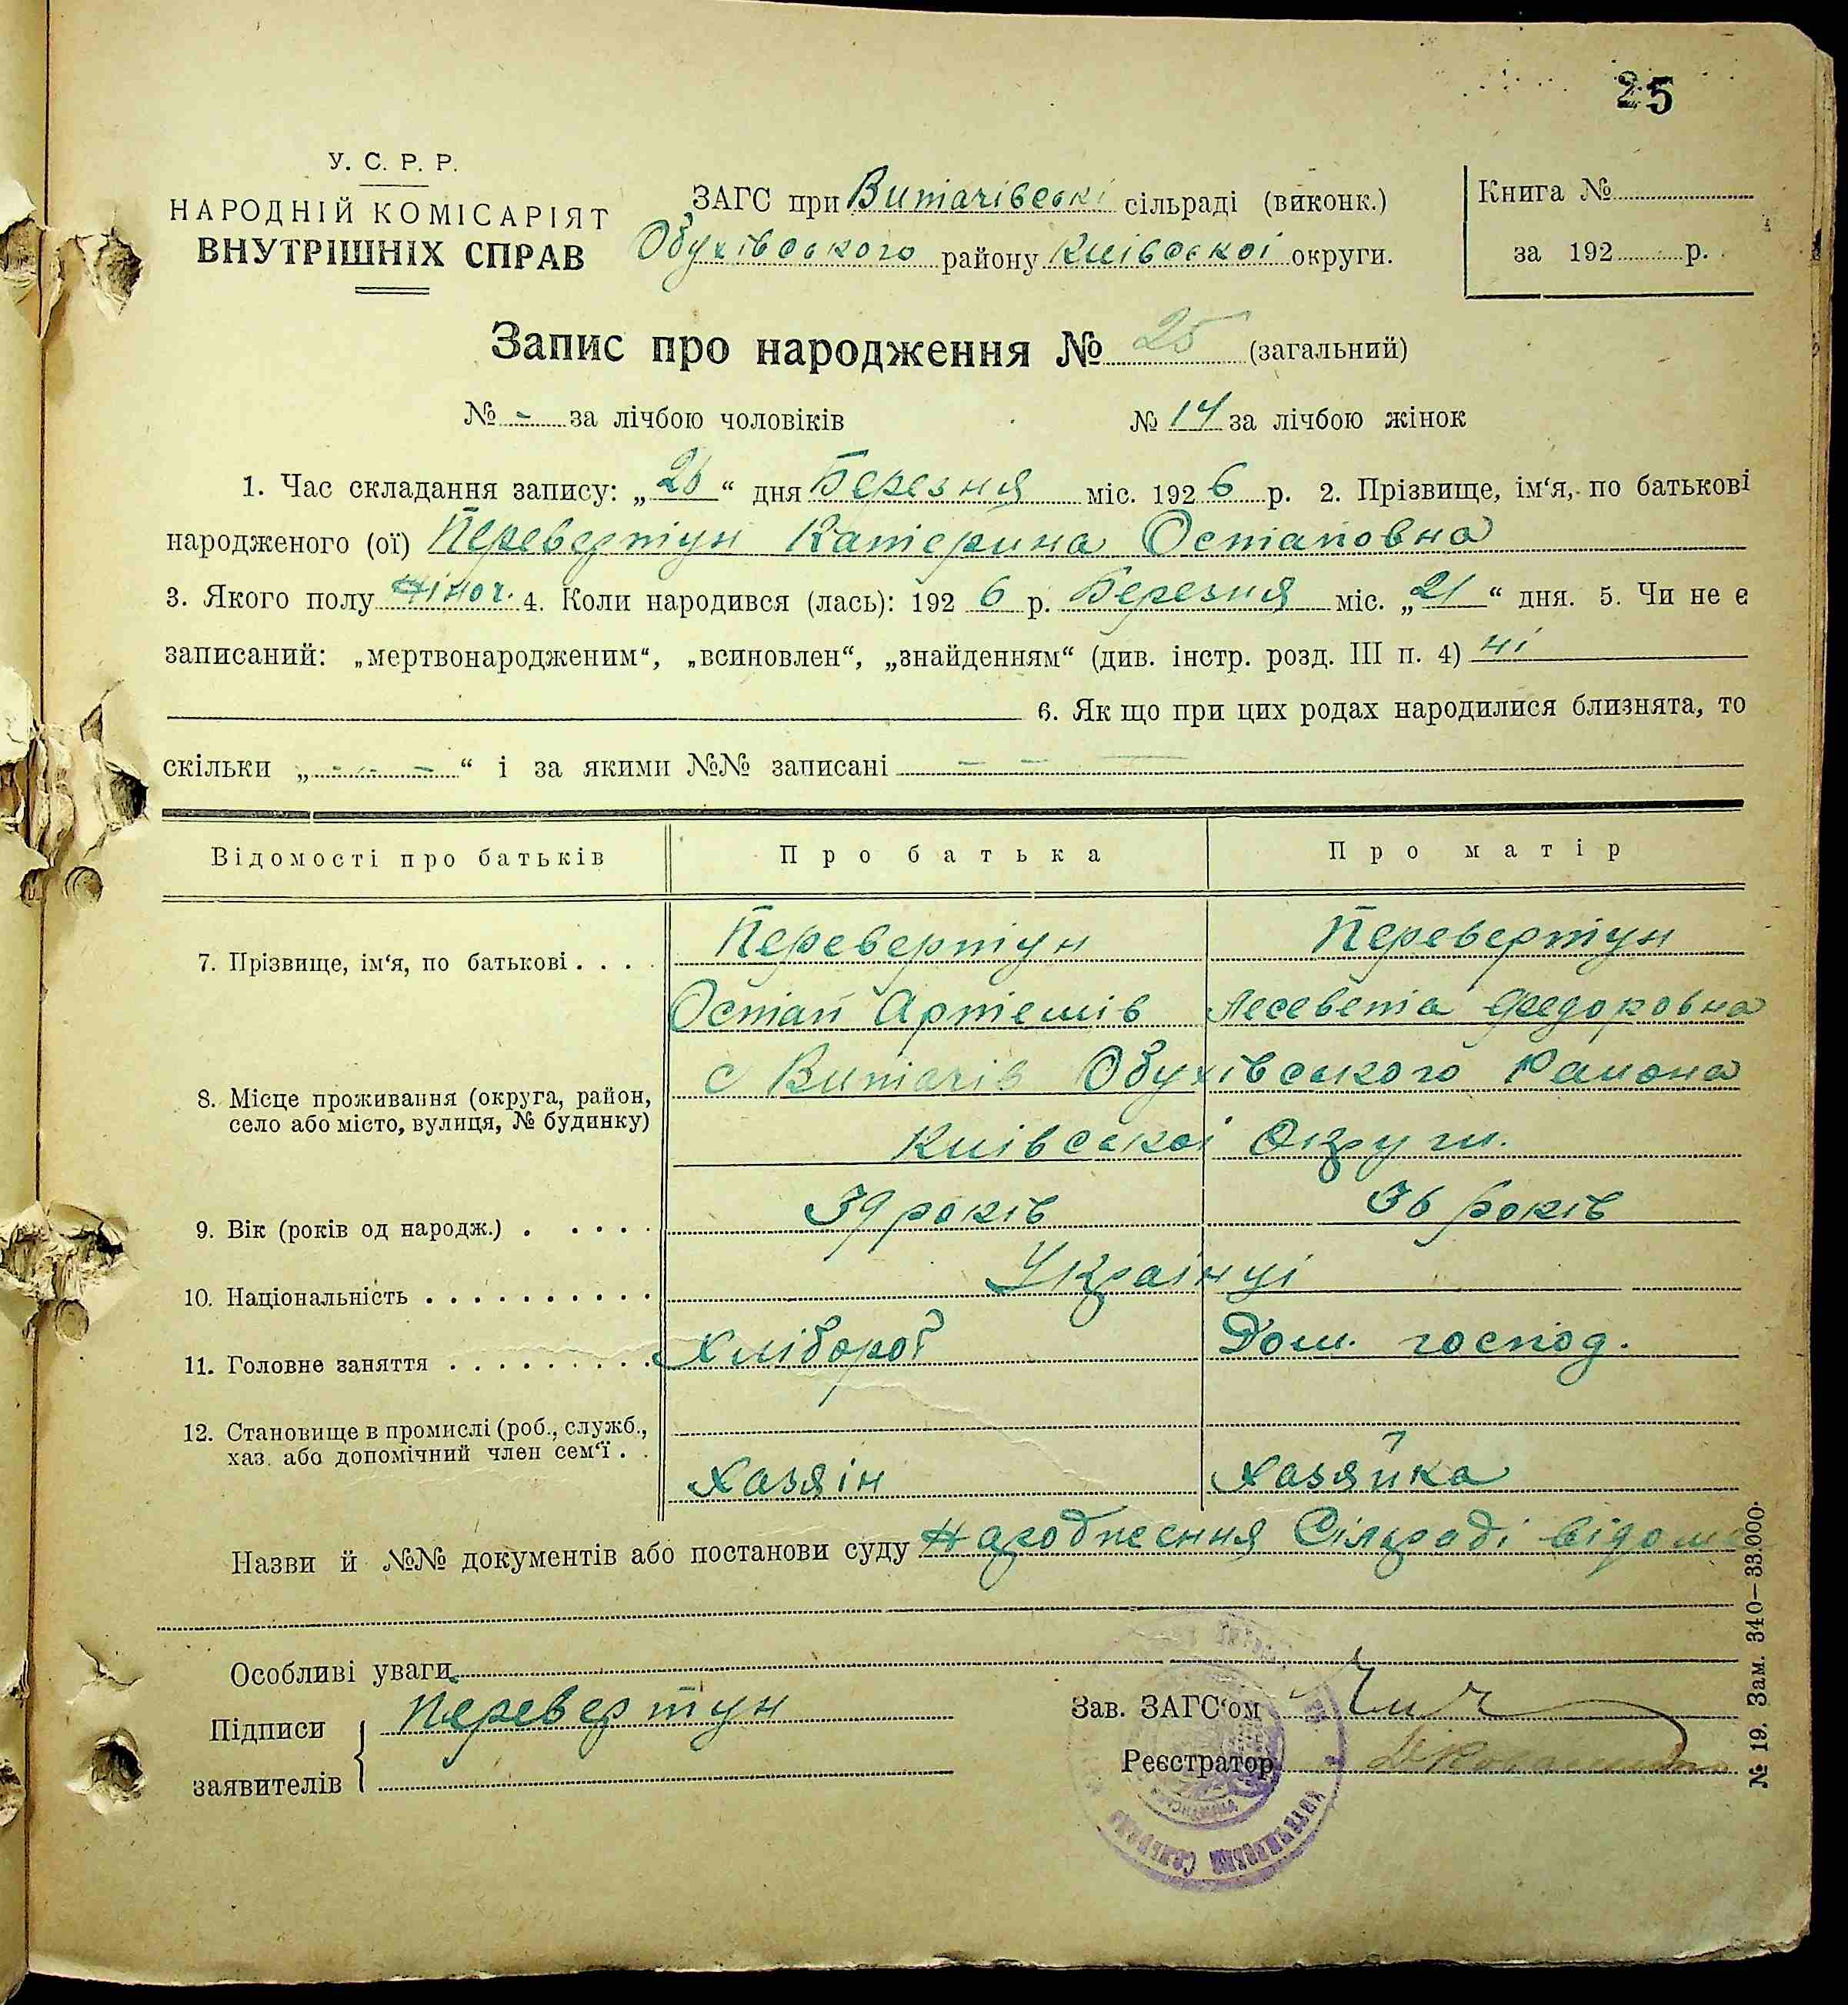 25
У. С. Р. Р.
НАРОДНІЙ КОМІСАРІЯТ
ВНУТРІШНІХ СПРАВ
ЗАГС при Витачівські сільраді (виконк.)
Обухівського району Київської округи.
Книга №
за 192 р.
Запис про народження № 25 (загальний)
№ - за лічбою чоловіків № 14 за лічбою жінок
1. Час складання запису: „26“ дня Березня міс. 1926 р. 2. Прізвище, ім‘я, по батькові
народженого (ої) Перевертун Катерина Остаповна
3. Якого полу жіноч. 4. Коли народився (лась): 1926 р. Березня міс. „21“ дня. 5. Чи не є
записаний: „мертвонародженим“, „всиновлен“, „знайденням“ (див. інстр. розд. III п. 4) ні
6. Як що при цих родах народилися близнята, то
скільки „- - -“ і за якими №№ записані - - -
Відомості про батьків Про батька Про матір
7. Прізвище, ім‘я, по батькові . . . . Перевертун Перевертун
Остап Артемів Лесевета Федоровна
8. Місце проживання (округа, район, село або місто, вулиця, № будинку) с Витачів Обухівського Района
Київської Округи.
9. Вік (років од народж.) . . . . . 39 років 36 років
10. Національність . . . . . . . . . . Українці
11. Головне заняття . . . . . . . . . Хлібороб Дом. господ.
12. Становище в промислі (роб., служб.,
хаз. або допомічний член сем‘ї . . Хазяїн Хазяйка
Назви й №№ документів або постанови суду Народження Сілраді відомо
Особливі уваги
Підписи Перевертун
заявителів
Зав. ЗАГС‘ом
Реєстратор
№ 19. Зам. 340—33.000.